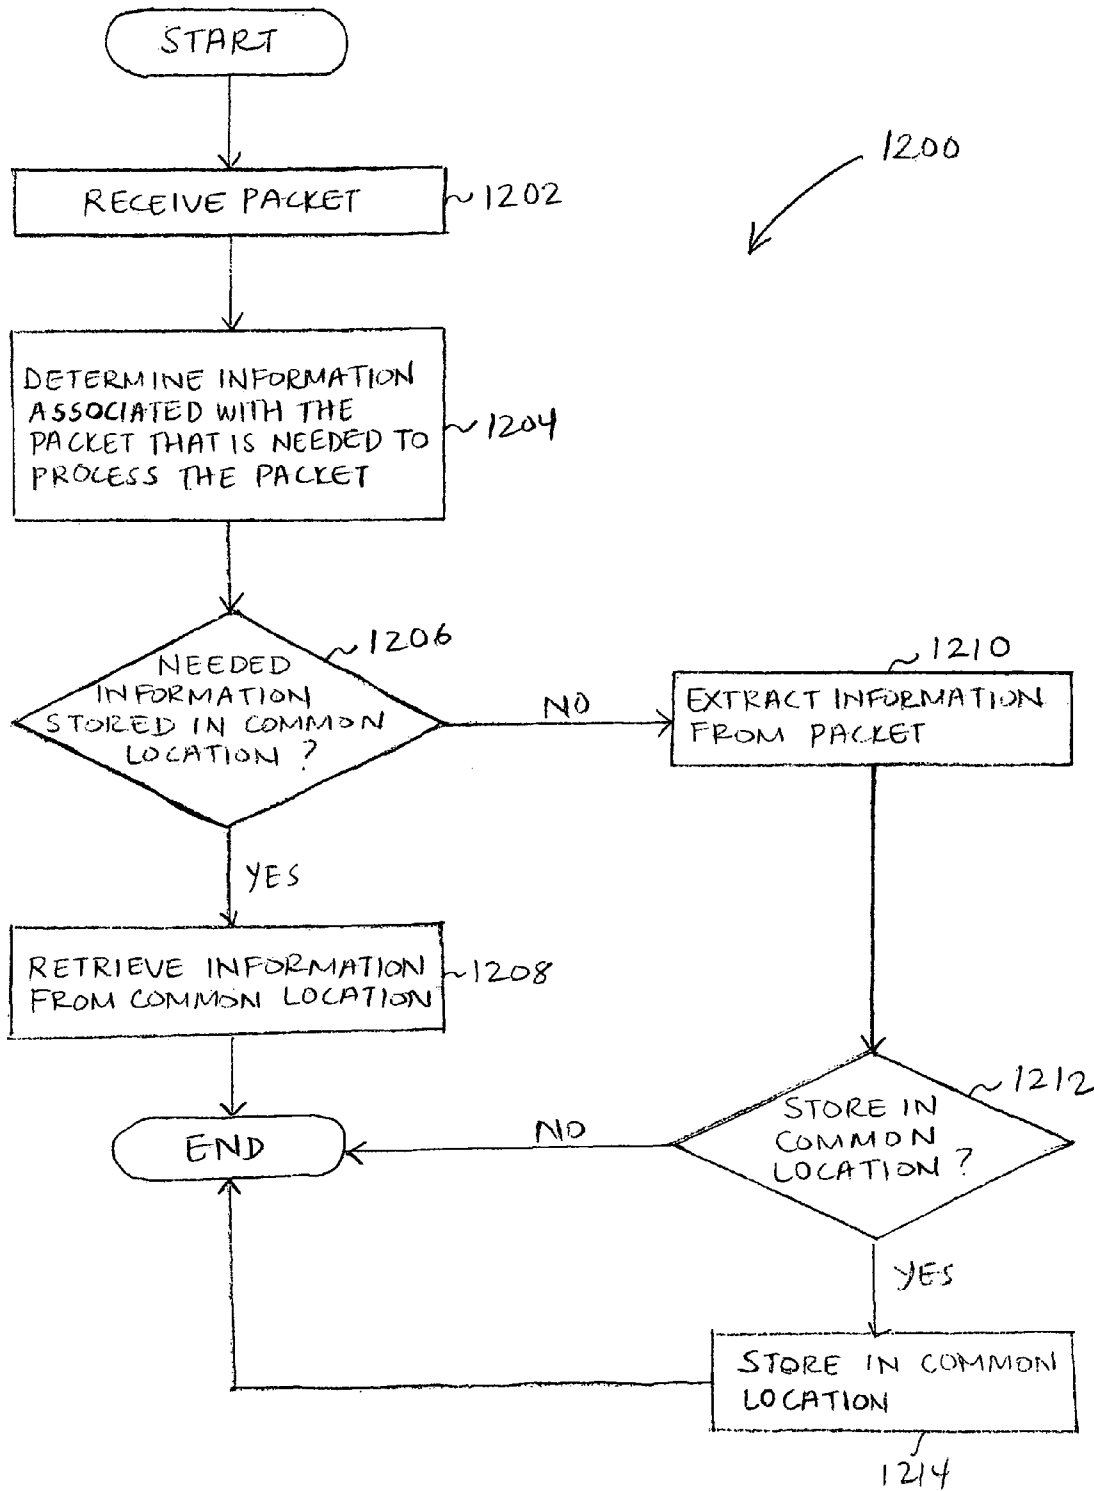 START
1200
RECEIVE PACKET
1202
DETERMINE INFORMATION
ASSOCIATED WITH THE
PACKET THAT IS NEEDED TO
PROCESS THE PACKET
1204
1206
NEEDED
INFORMATION
STORED IN COMMON
LOCATION ?
NO
1210
EXTRACT INFORMATION
FROM PACKET
YES
RETRIEVE INFORMATION
FROM COMMON LOCATION
1208
1212
STORE IN
COMMON
LOCATION ?
NO
END
YES
STORE IN COMMON
LOCATION
1214